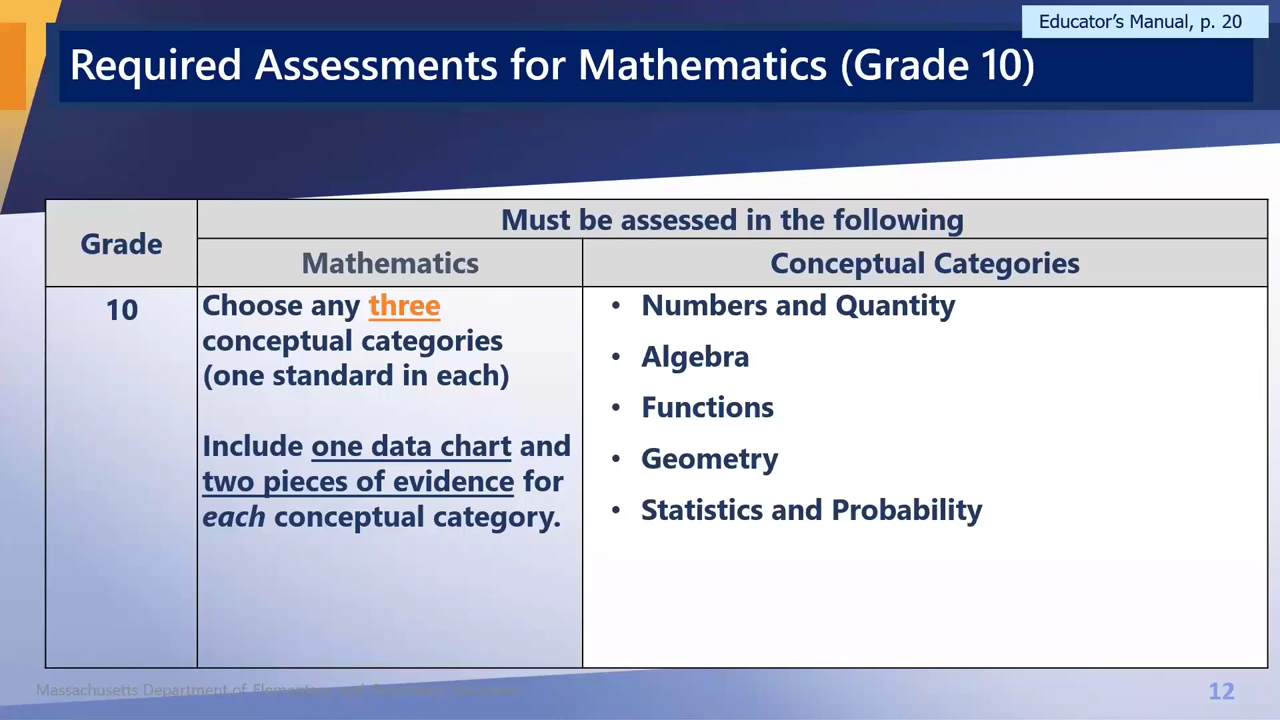 Educator’s Manual, p. 20
Required Assessments for Mathematics (Grade 10)
Grade
Must be assessed in the following
Mathematics
Conceptual Categories
10
Choose any three
conceptual categories
(one standard in each)
Include one data chart and
two pieces of evidence for
each conceptual category.
• Numbers and Quantity
• Algebra
• Functions
• Geometry
• Statistics and Probability
Massachusetts Department of Elementary and
12